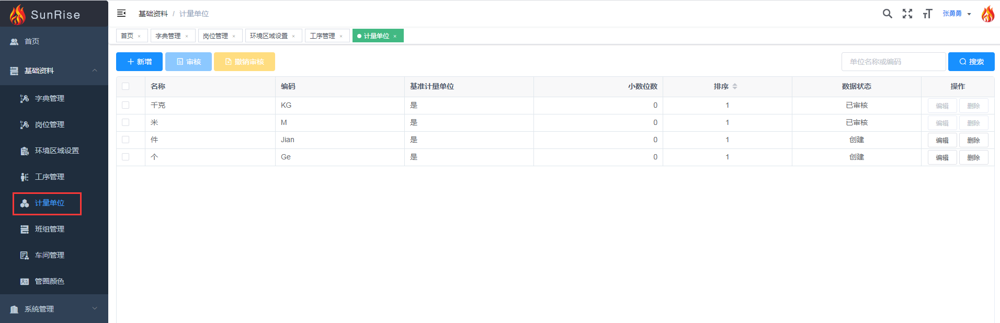 SunRise
首页
基础资料
字典管理
岗位管理
环境区域设置
工序管理
计量单位
班组管理
车间管理
管圈颜色
系统管理
基础资料 / 计量单位
张勇勇
首页 × 字典管理 × 岗位管理 × 环境区域设置 × 工序管理 × 计量单位 ×
新增 审核 撤销审核 单位名称或编码 搜索
名称 编码 基准计量单位 小数位数 排序 数据状态 操作
千克 KG 是 0 1 已审核 编辑 删除
米 M 是 0 1 已审核 编辑 删除
件 Jian 是 0 1 创建 编辑 删除
个 Ge 是 0 1 创建 编辑 删除